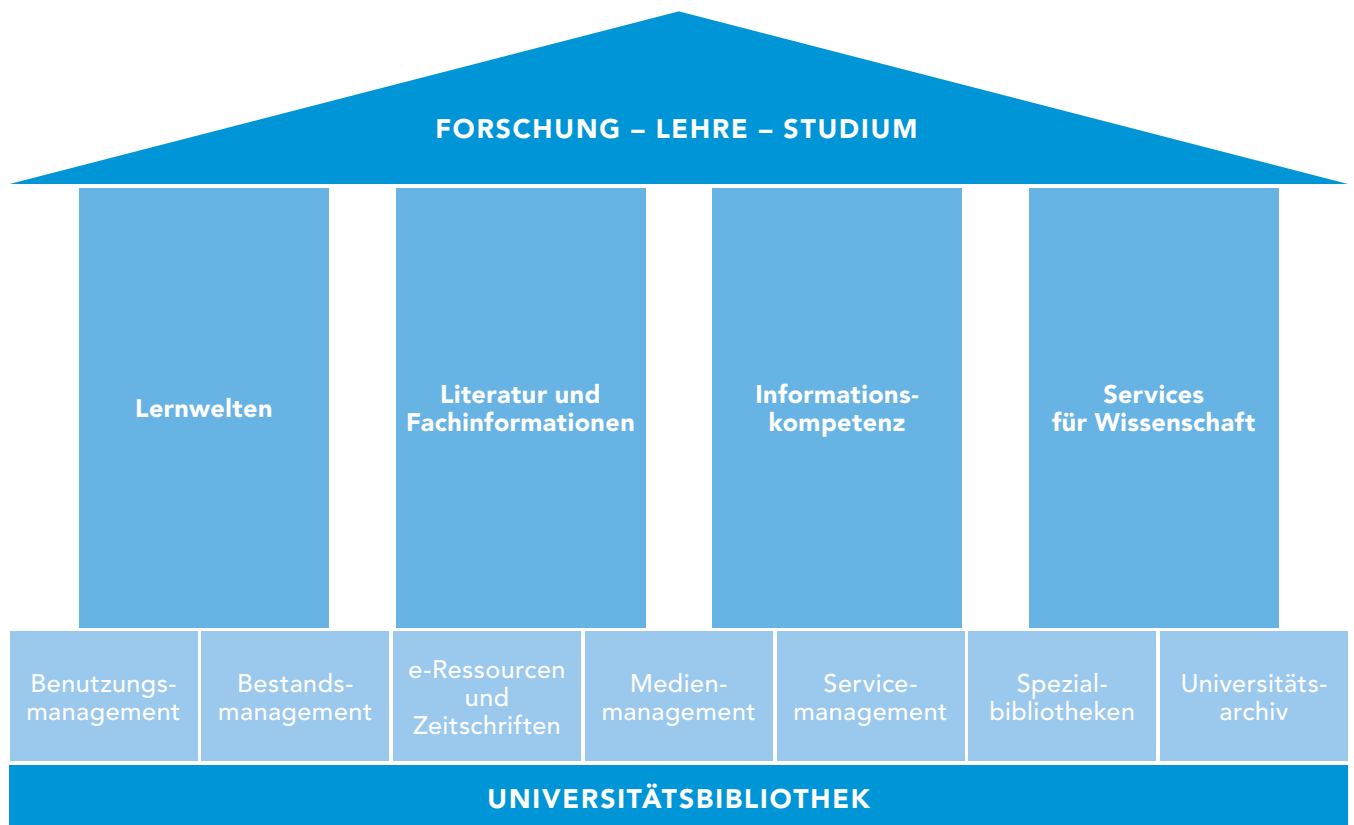 FORSCHUNG – LEHRE – STUDIUM
Lernwelten
Literatur und
Fachinformationen
Informations-
kompetenz
Services
für Wissenschaft
Benutzungs-
management
Bestands-
management
e-Ressourcen
und
Zeitschriften
Medien-
management
Service-
management
Spezial-
bibliotheken
Universitäts-
archiv
UNIVERSITÄTSBIBLIOTHEK